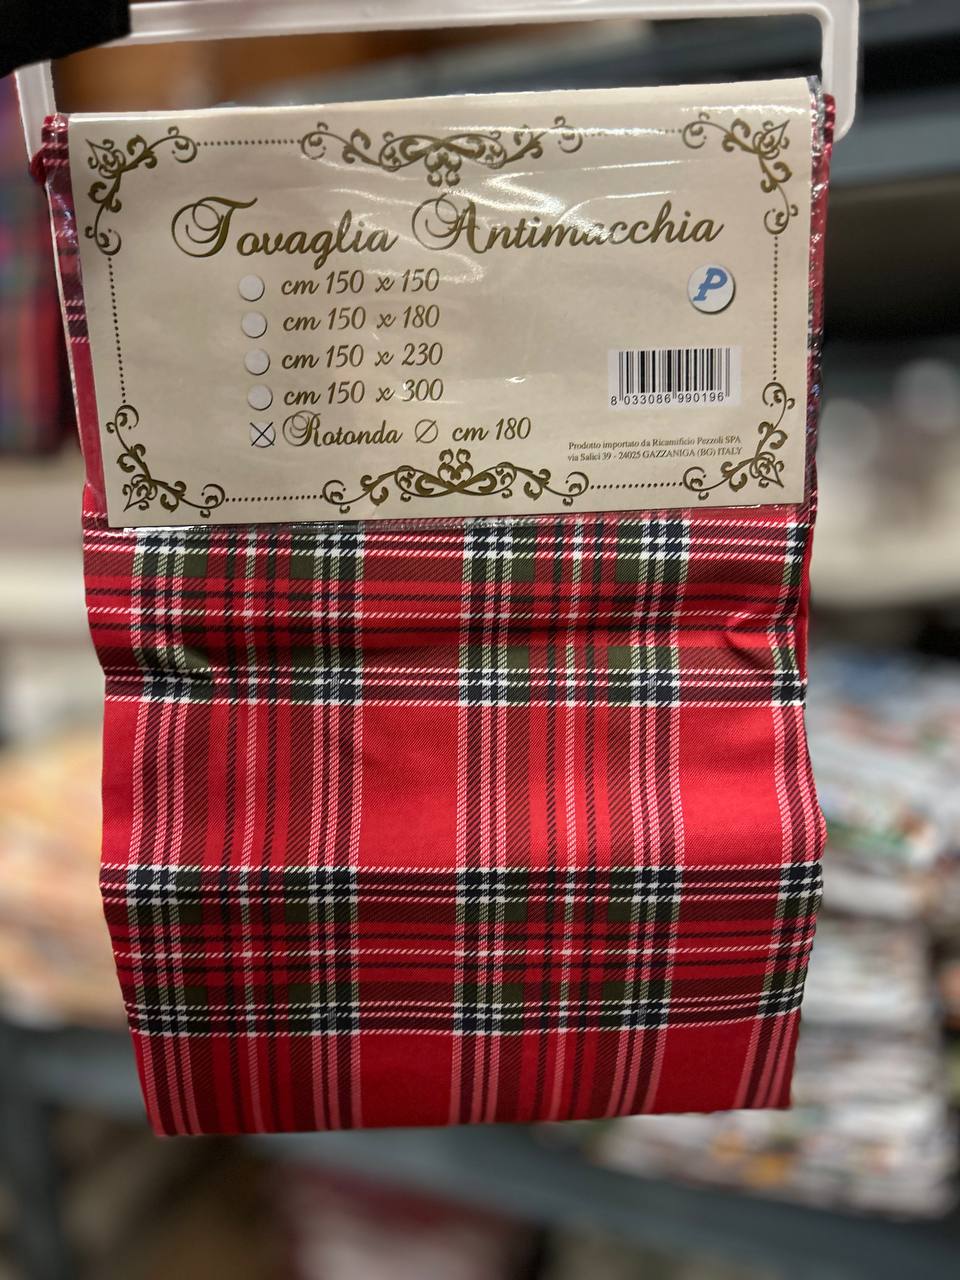 Tovaglia Antimacchia
cm 150 x 150
cm 150 x 180
cm 150 x 230
cm 150 x 300
Rotonda Ø cm 180
P
8 033086 990196
Prodotto importato da Ricamificio Pezzoli SPA
via Salici 39 - 24025 GAZZANIGA (BG) ITALY